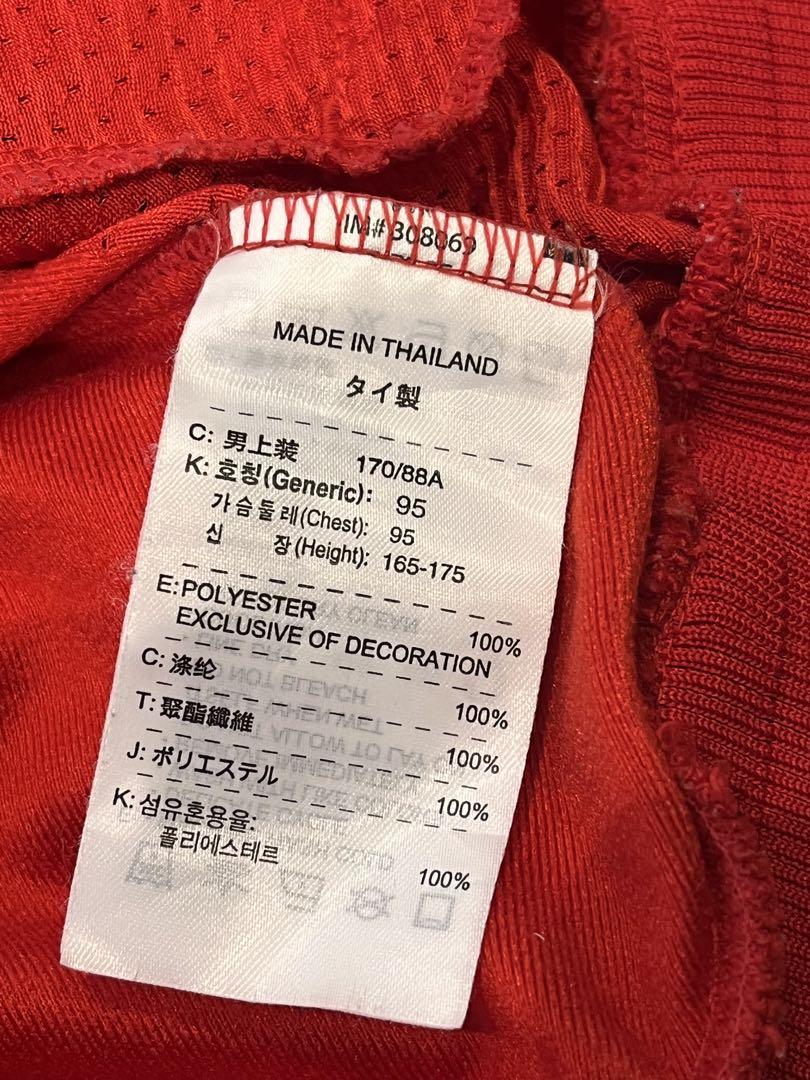 IM# 308069
MADE IN THAILAND
タイ製
C: 男上装 170/88A
K: 호칭(Generic): 95
가슴둘레(Chest): 95
신 장(Height): 165-175
E:POLYESTER 100%
EXCLUSIVE OF DECORATION
C: 涤纶 100%
T: 聚酯纖維 100%
J: ポリエステル 100%
K: 섬유혼용율:
폴리에스테르 100%